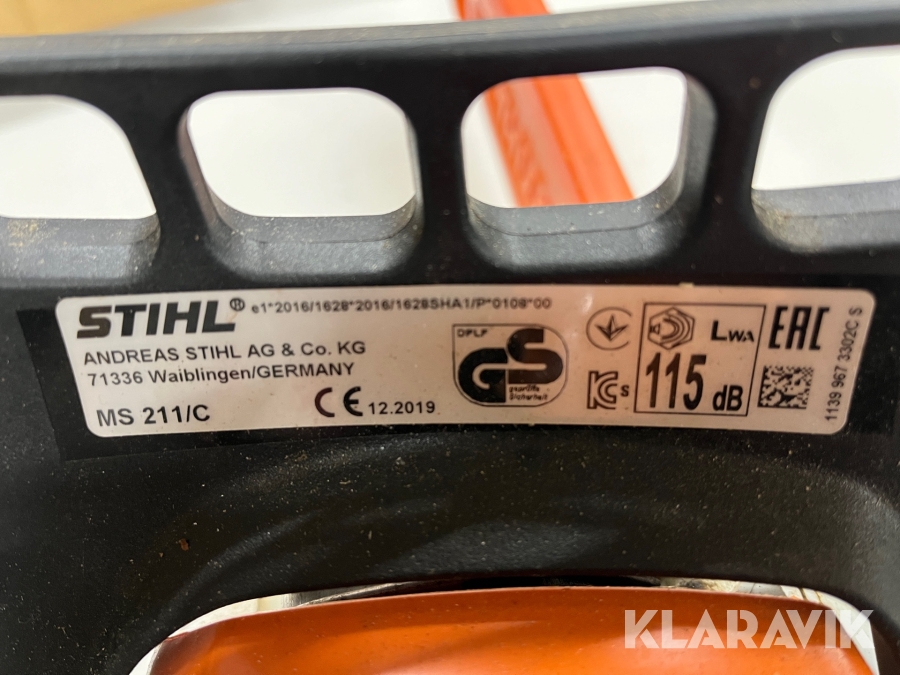 STIHL® e1*2016/1628*2016/1628SHA1/P*0108*00
ANDREAS STIHL AG & Co. KG
71336 Waiblingen/GERMANY
MS 211/C
CE 12.2019
DPLF
GS
geprüfte
Sicherheit
KCs
LWA
115 dB
EAC
1139 967 3302C S
KLARAVIK